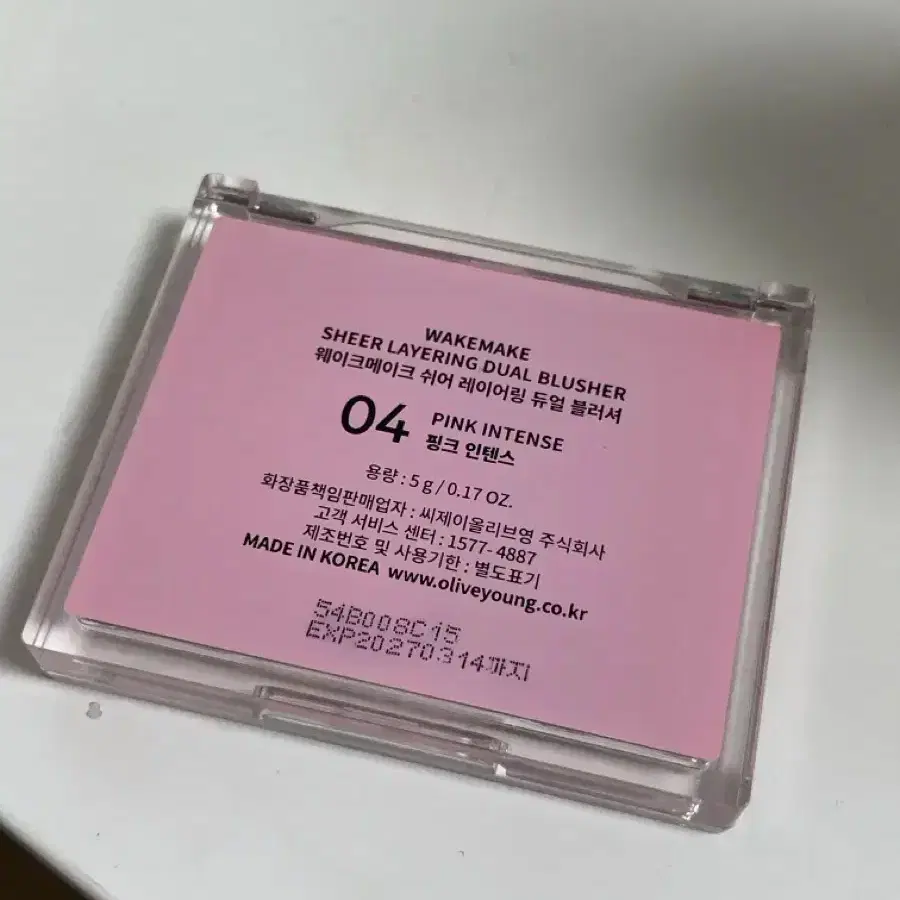 WAKEMAKE
SHEER LAYERING DUAL BLUSHER
웨이크메이크 쉬어 레이어링 듀얼 블러셔
04 PINK INTENSE
핑크 인텐스
용량 : 5 g / 0.17 OZ.
화장품책임판매업자 : 씨제이올리브영 주식회사
고객 서비스 센터 : 1577- 4887
제조번호 및 사용기한 : 별도표기
MADE IN KOREA www.oliveyoung.co.kr
54B008C15
EXP20270314까지